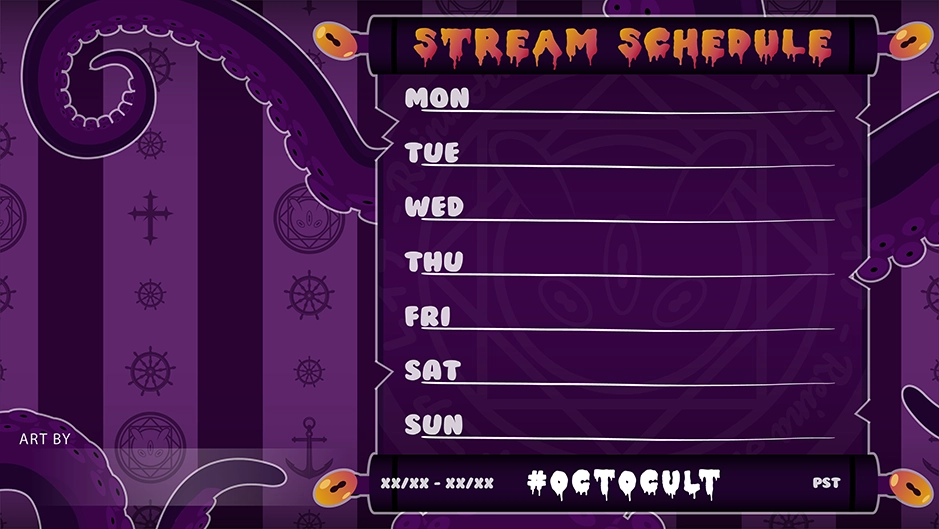 STREAM SCHEDULE
MON
TUE
WED
THU
FRI
SAT
SUN
ART BY
XX/XX - XX/XX #OCTOCULT PST